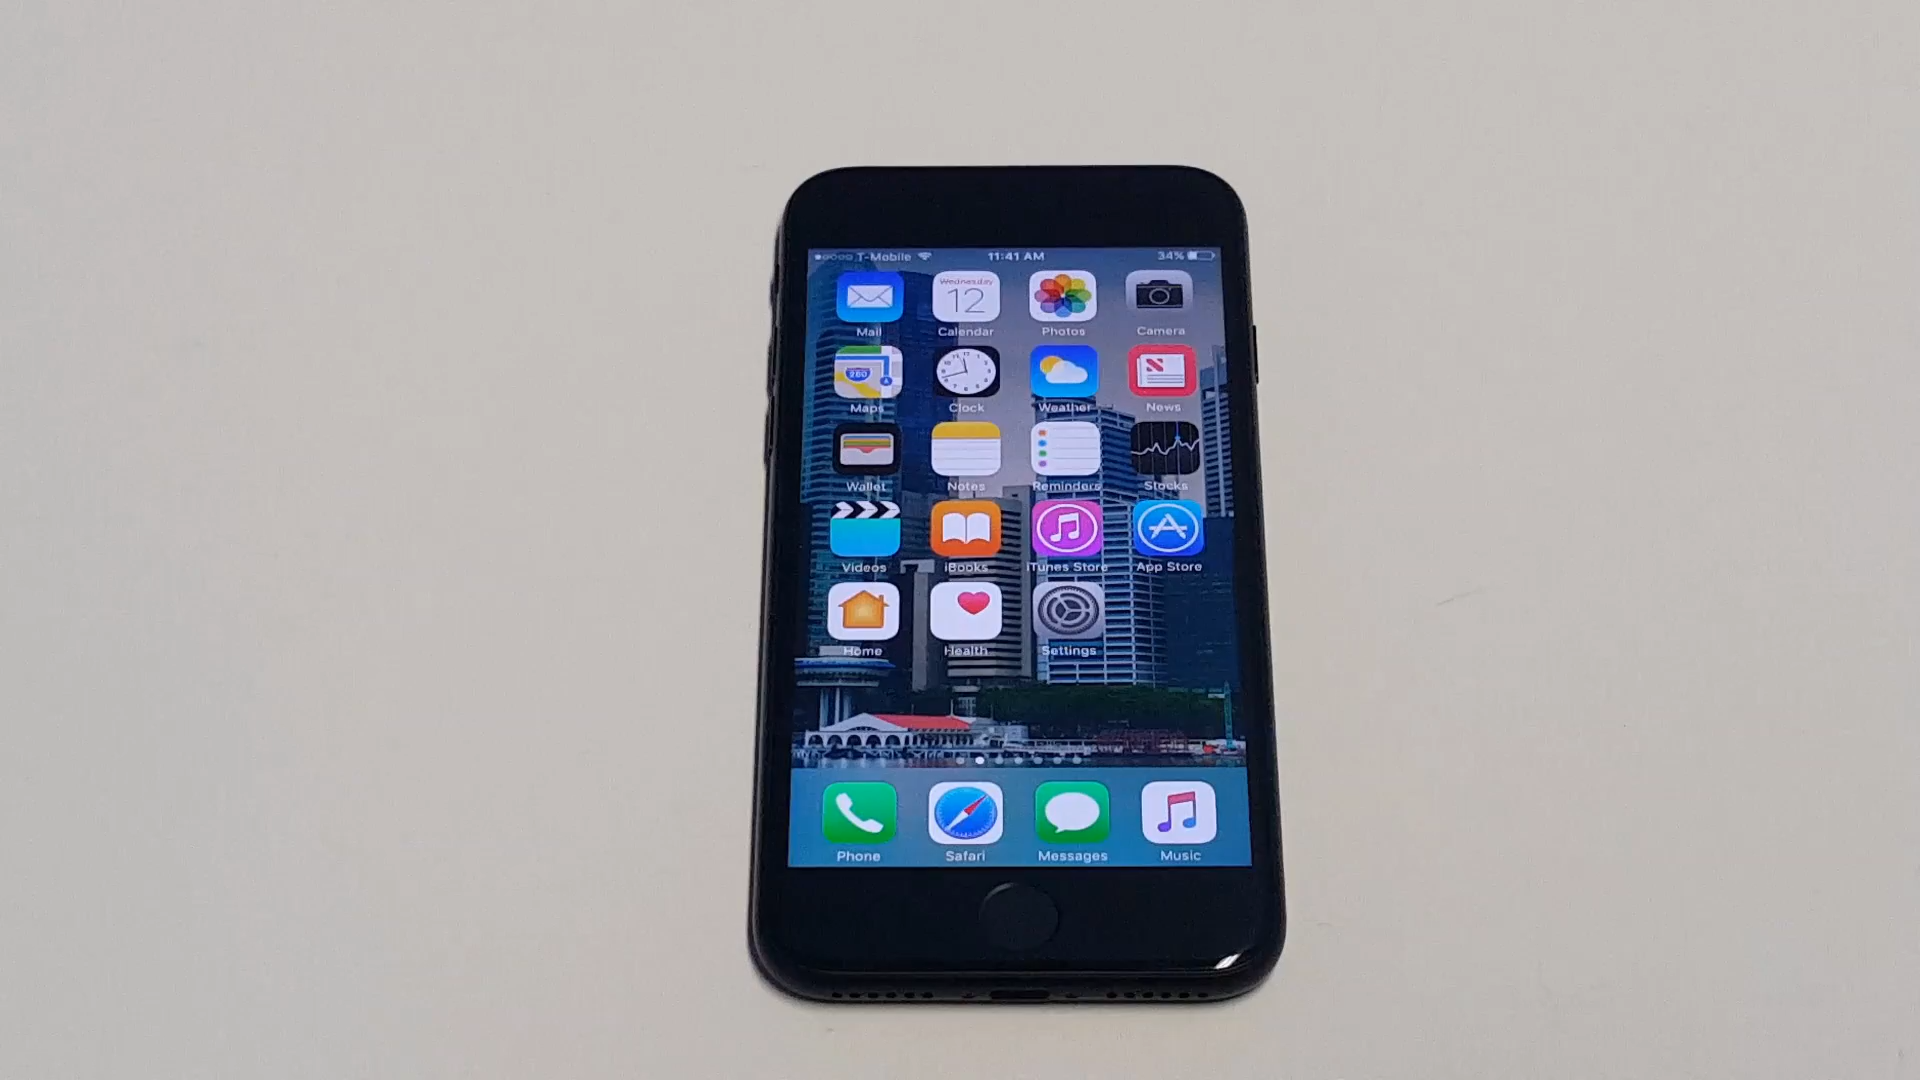 T-Mobile 11:41 AM 34%
Wednesday
12
Mail Calendar Photos Camera
280
Maps Clock Weather News
Wallet Notes Reminders Stocks
Videos iBooks iTunes Store App Store
Home Health Settings
Phone Safari Messages Music